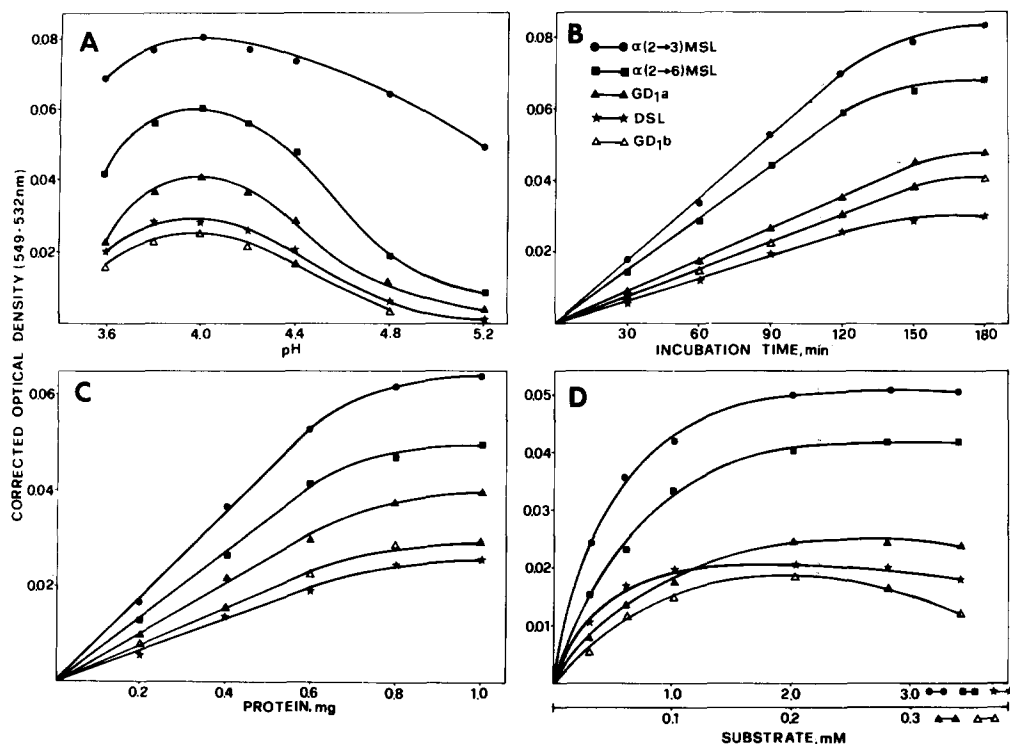 CORRECTED OPTICAL DENSITY (549-532nm)
A
0.08
0.06
0.04
0.02
3.6 4.0 4.4 4.8 5.2
pH
B
α(2→3)MSL
α(2→6)MSL
GD1a
DSL
GD1b
0.08
0.06
0.04
0.02
30 60 90 120 150 180
INCUBATION TIME, min
C
0.06
0.04
0.02
0.2 0.4 0.6 0.8 1.0
PROTEIN, mg
D
0.05
0.04
0.03
0.02
0.01
1.0 2.0 3.0
0.1 0.2 0.3
SUBSTRATE, mM